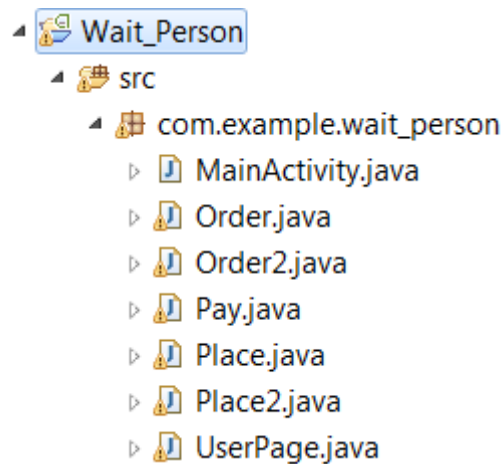 Wait_Person
src
com.example.wait_person
MainActivity.java
Order.java
Order2.java
Pay.java
Place.java
Place2.java
UserPage.java